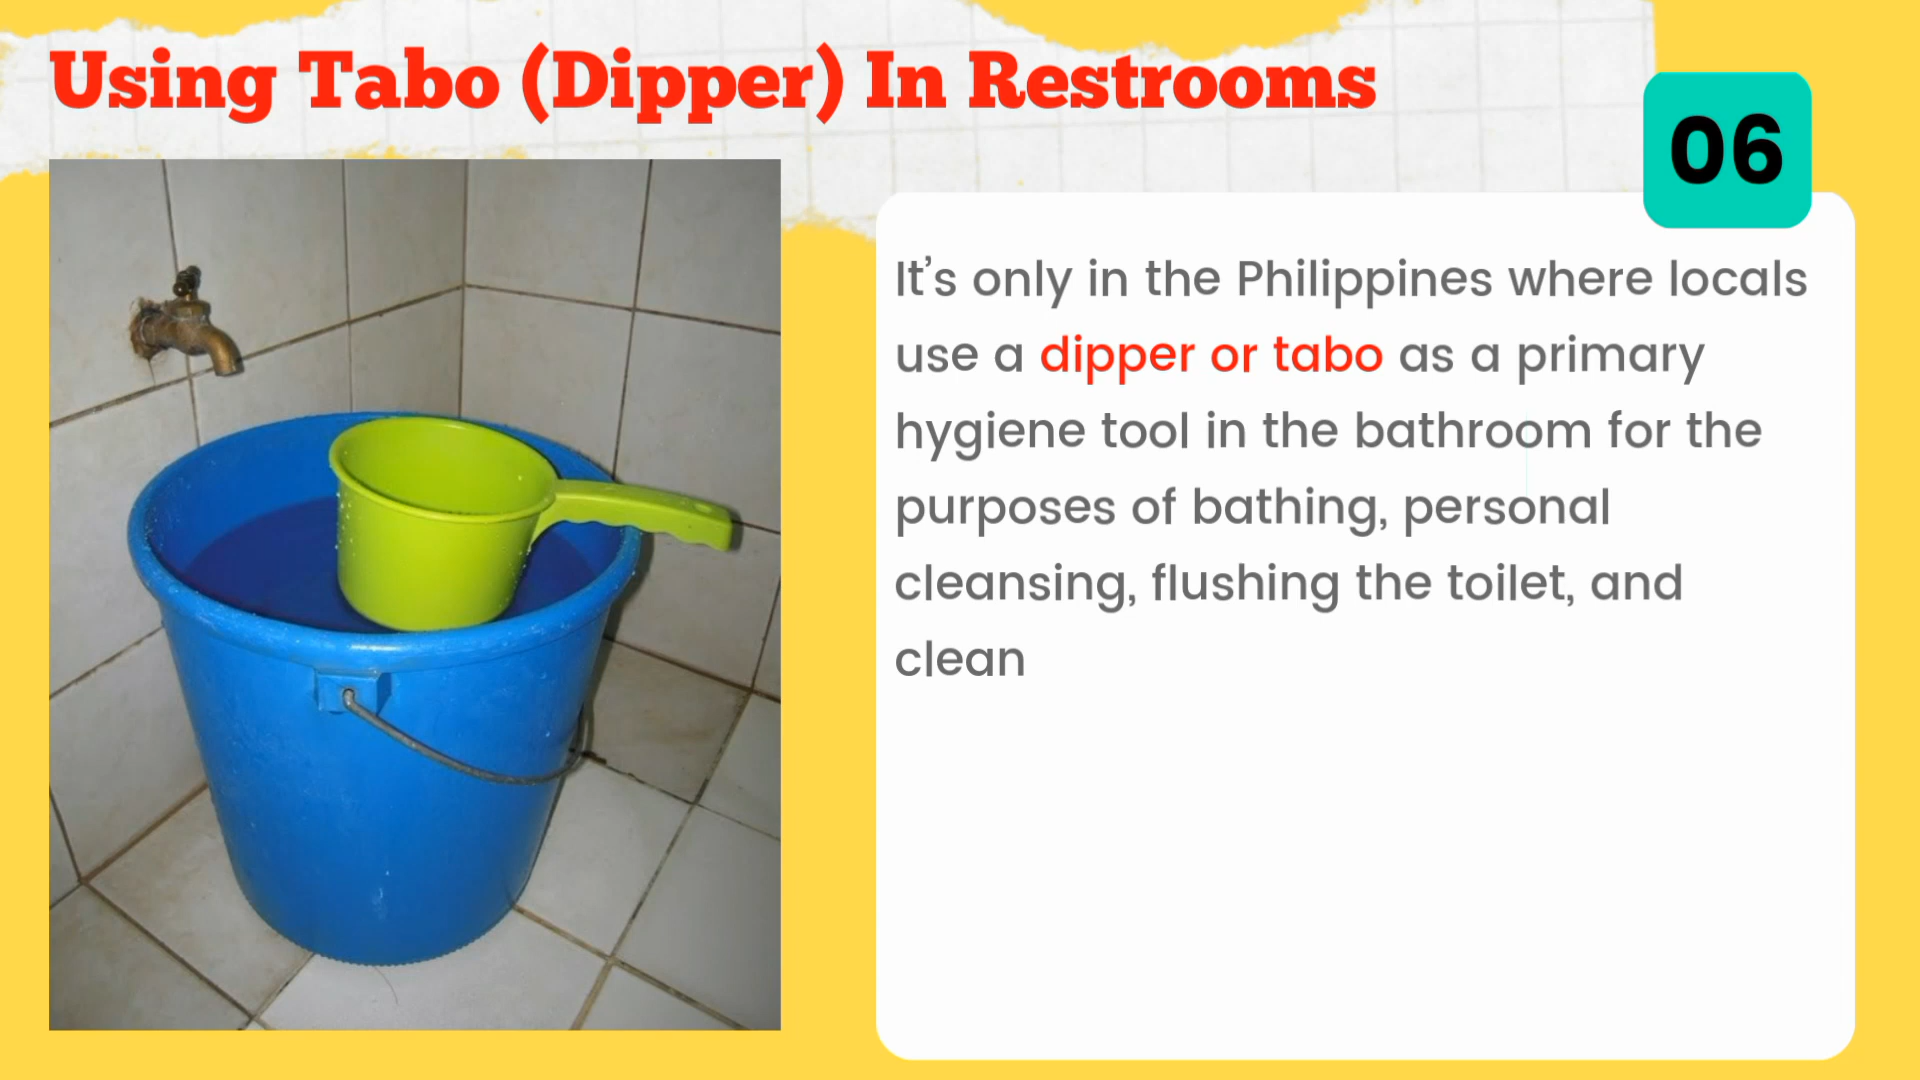 Using Tabo (Dipper) In Restrooms
06
It's only in the Philippines where locals
use a dipper or tabo as a primary
hygiene tool in the bathroom for the
purposes of bathing, personal
cleansing, flushing the toilet, and
clean